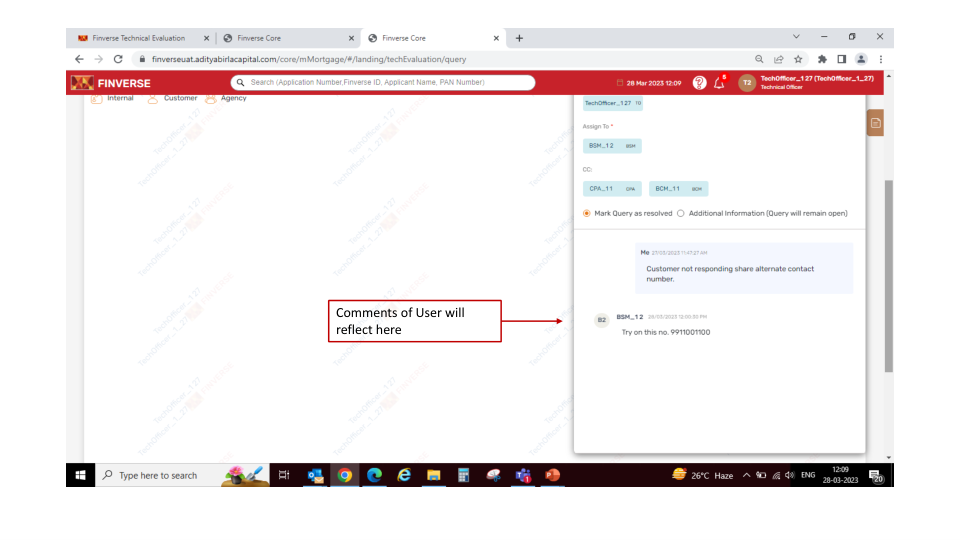 Finverse Technical Evaluation
Finverse Core
Finverse Core
finverseuat.adityabirlacapital.com/core/mMortgage/#/landing/techEvaluation/query
FINVERSE
Search (Application Number,Finverse ID, Applicant Name, PAN Number)
28 Mar 2023 12:09
5
T2
TechOfficer_1 27 (TechOfficer_1_27)
Technical Officer
Internal
Customer
Agency
TechOfficer_1 27 TO
Assign To *
BSM_1 2 BSM
CC:
CPA_1 1 CPA
BCM_1 1 BCM
Mark Query as resolved
Additional Information (Query will remain open)
Me 27/03/2023 11:47:27 AM
Customer not responding share alternate contact
number.
Comments of User will
reflect here
B2
BSM_1 2 28/03/2023 12:00:50 PM
Try on this no. 9911001100
Type here to search
26°C Haze
ENG
12:09
28-03-2023
20